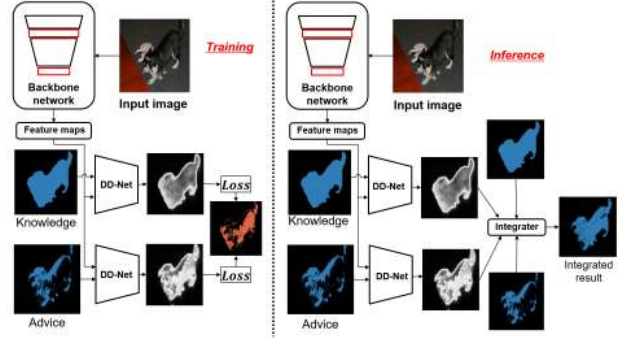 Training
Backbone
network
Input image
Feature maps
DD-Net
Loss
Knowledge
DD-Net
Loss
Advice
Inference
Backbone
network
Input image
Feature maps
DD-Net
Knowledge
Integrater
Integrated
result
DD-Net
Advice